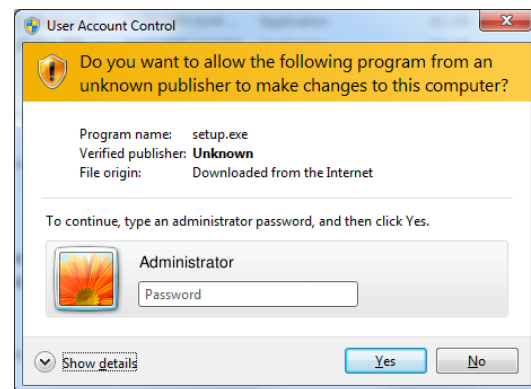 User Account Control
Do you want to allow the following program from an
unknown publisher to make changes to this computer?
Program name: setup.exe
Verified publisher: Unknown
File origin: Downloaded from the Internet
To continue, type an administrator password, and then click Yes.
Administrator
Password
Show details
Yes
No